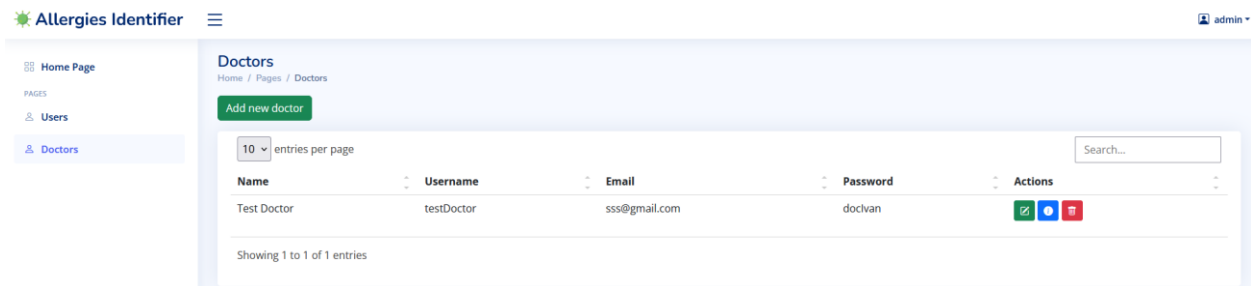 Allergies Identifier
admin
Home Page
PAGES
Users
Doctors
Doctors
Home / Pages / Doctors
Add new doctor
10 entries per page
Search...
Name Username Email Password Actions
Test Doctor testDoctor sss@gmail.com docIvan
Showing 1 to 1 of 1 entries